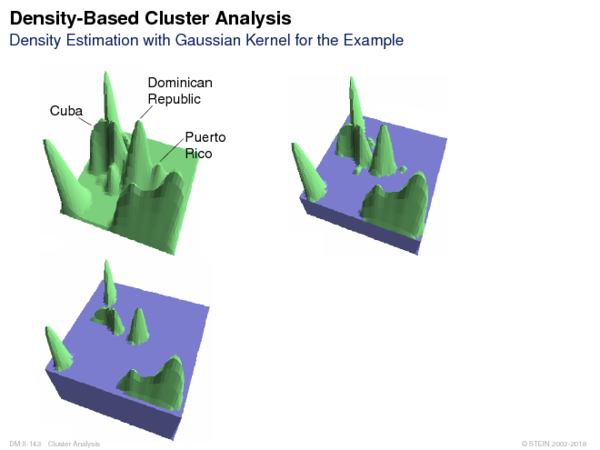 Density-Based Cluster Analysis
Density Estimation with Gaussian Kernel for the Example
Dominican
Republic
Cuba
Puerto
Rico
DM:II-143 Cluster Analysis
© STEIN 2002-2018